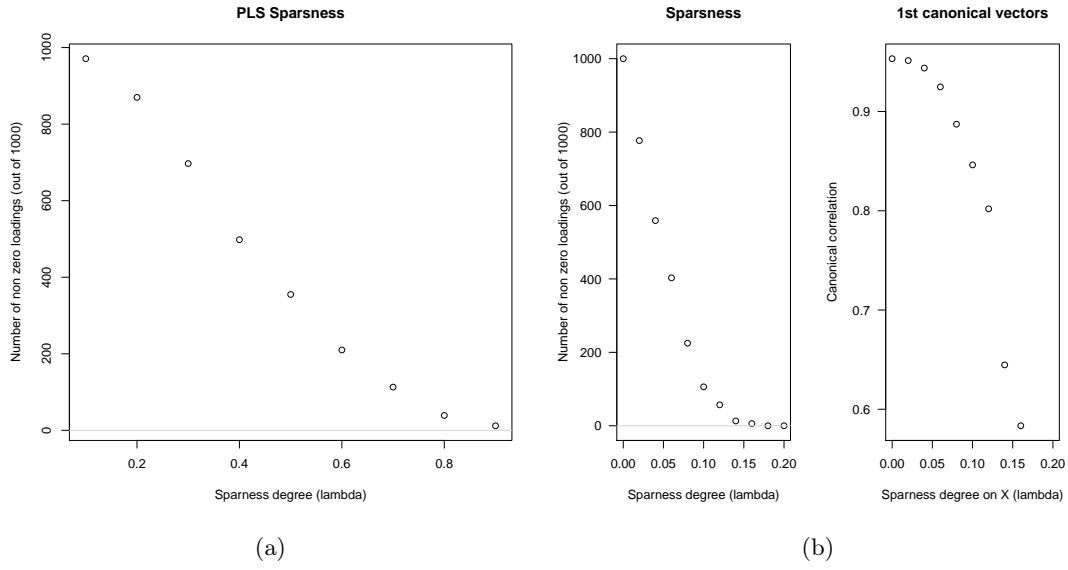 PLS Sparsness
Number of non zero loadings (out of 1000)
1000
800
600
400
200
0
0.2 0.4 0.6 0.8
Sparsness degree (lambda)
(a)
Sparsness
Number of non zero loadings (out of 1000)
1000
800
600
400
200
0
0.00 0.05 0.10 0.15 0.20
Sparsness degree (lambda)
1st canonical vectors
Canonical correlation
0.9
0.8
0.7
0.6
0.00 0.05 0.10 0.15 0.20
Sparsness degree on X (lambda)
(b)